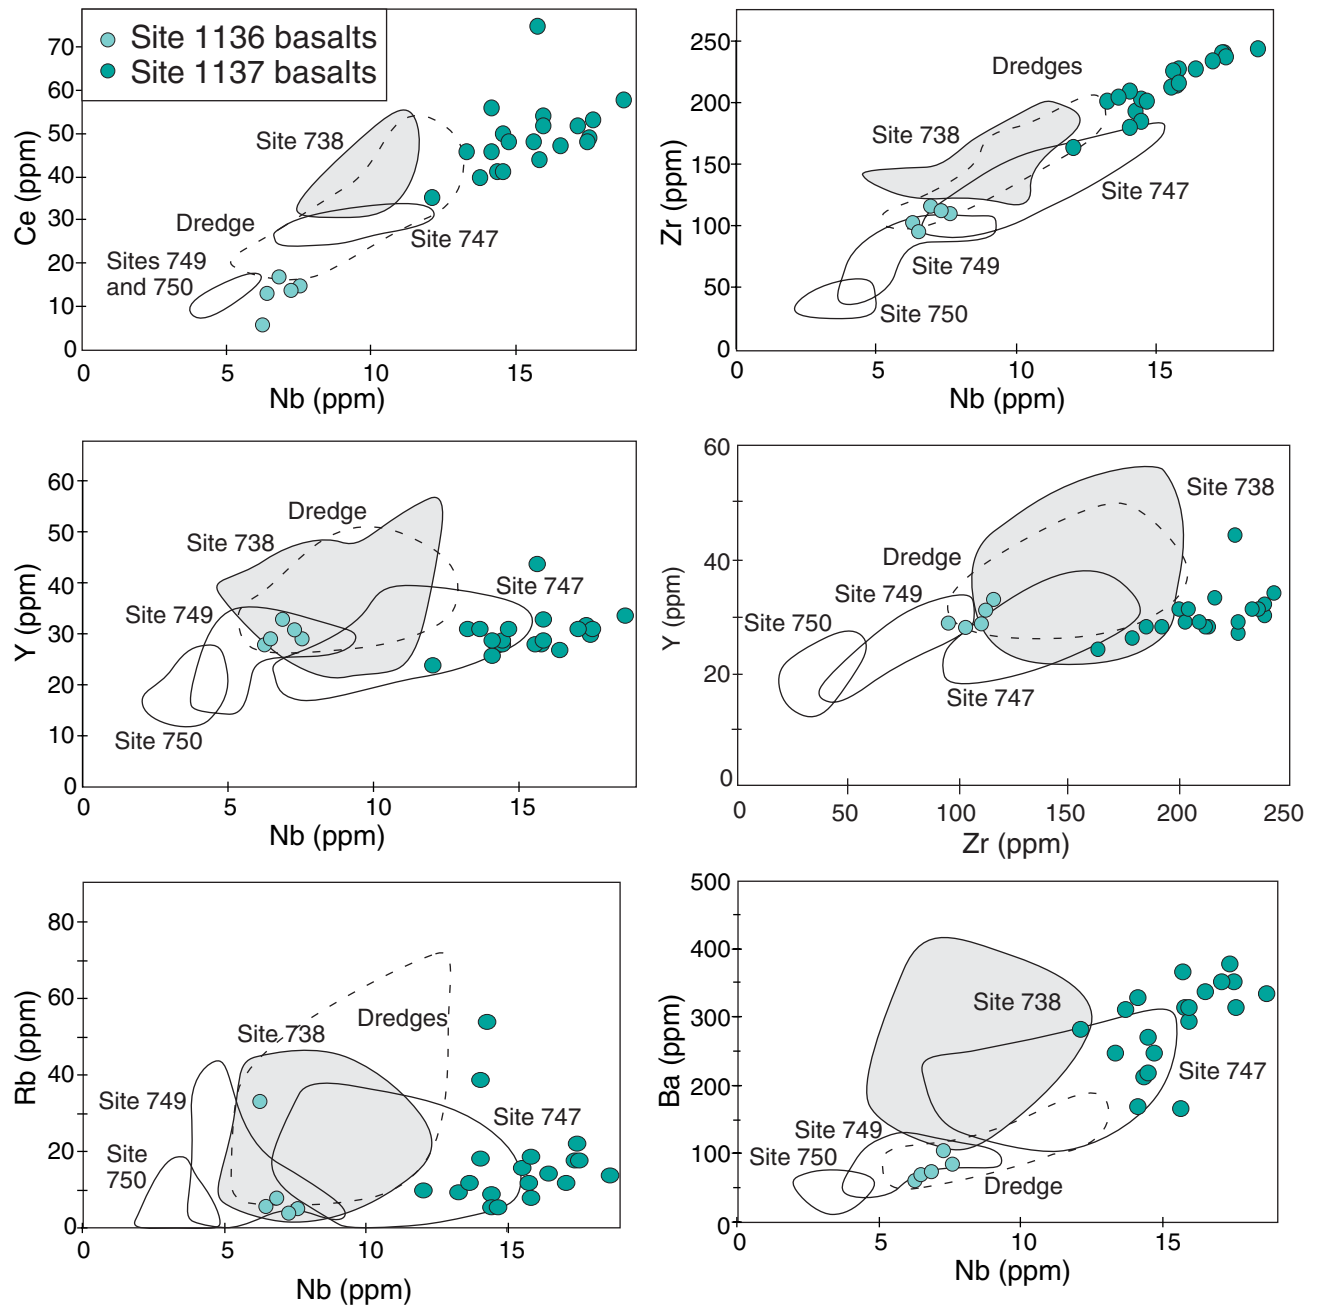 Site 1136 basalts
Site 1137 basalts
70
60
50
40
30
20
10
0
Ce (ppm)
Site 738
Dredge
Site 747
Sites 749
and 750
0
5
10
15
Nb (ppm)
250
200
150
100
50
0
Zr (ppm)
Dredges
Site 738
Site 747
Site 749
Site 750
0
5
10
15
Nb (ppm)
60
50
40
30
20
10
0
Y (ppm)
Dredge
Site 738
Site 747
Site 749
Site 750
0
5
10
15
Nb (ppm)
60
40
20
0
Y (ppm)
Site 738
Dredge
Site 749
Site 750
Site 747
0
50
100
150
200
250
Zr (ppm)
80
60
40
20
0
Rb (ppm)
Dredges
Site 738
Site 749
Site 747
Site
750
0
5
10
15
Nb (ppm)
500
400
300
200
100
0
Ba (ppm)
Site 738
Site 747
Site 749
Site 750
Dredge
0
5
10
15
Nb (ppm)